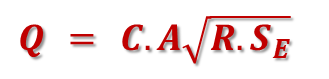 Q = C.A√R.S_E